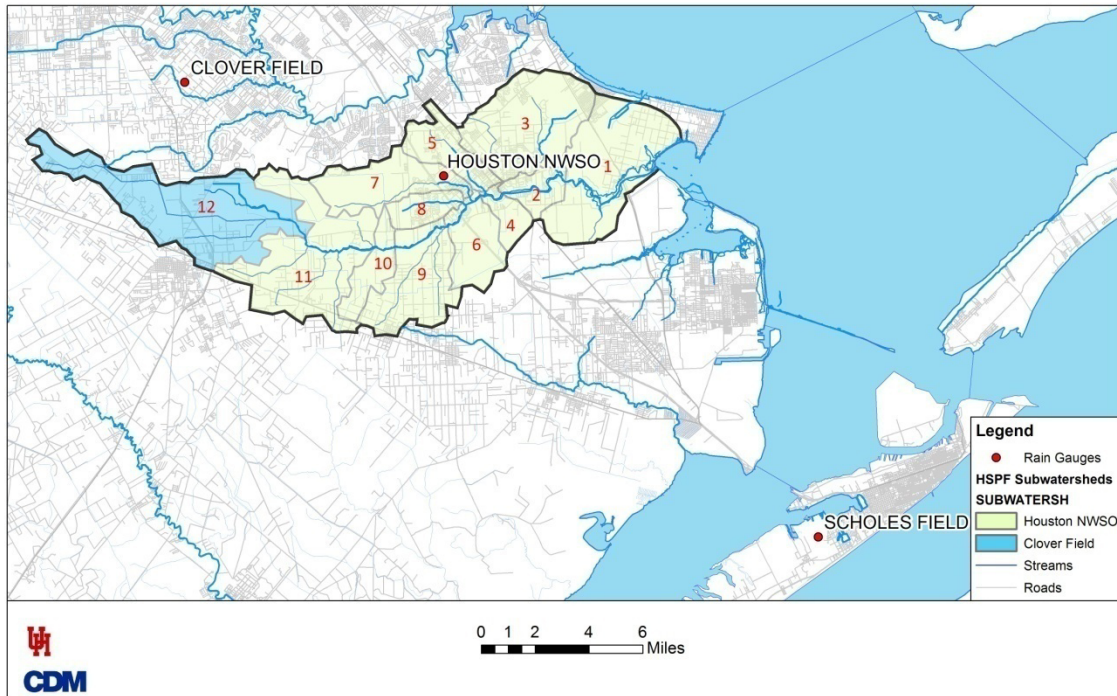 CLOVER FIELD
3
5
HOUSTON NWSO
1
7
12
2
8
4
6
10
11
9
Legend
Rain Gauges
HSPF Subwatersheds
SUBWATERSH
Houston NWSO
Clover Field
Streams
Roads
SCHOLES FIELD
0 1 2 4 6
Miles
UH
CDM